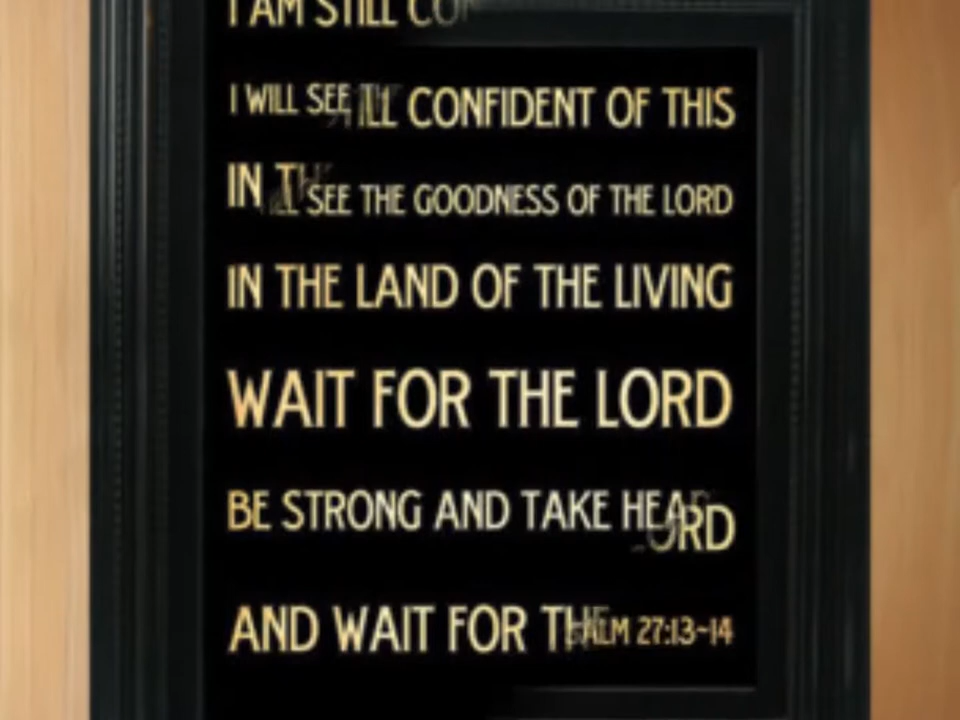 I AM STILL
I WILL SEE CONFIDENT OF THIS
IN SEE THE GOODNESS OF THE LORD
IN THE LAND OF THE LIVING
WAIT FOR THE LORD
BE STRONG AND TAKE
AND WAIT FOR 27:13-14